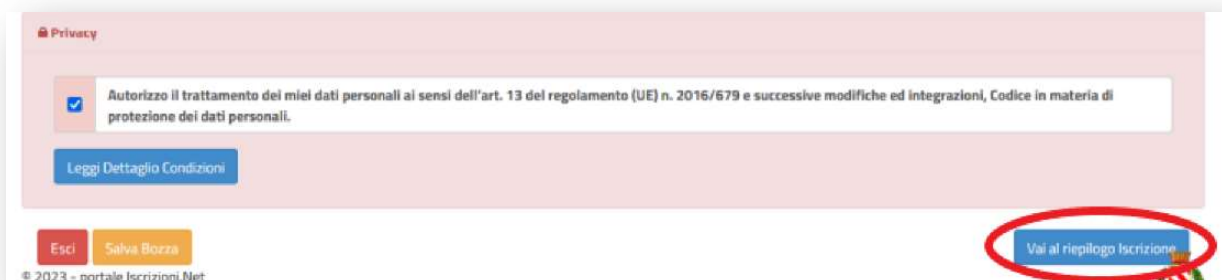 Privacy
Autorizzo il trattamento dei miei dati personali ai sensi dell'art. 13 del regolamento (UE) n. 2016/679 e successive modifiche ed integrazioni, Codice in materia di
protezione dei dati personali.
Leggi Dettaglio Condizioni
Esci Salva Bozza Vai al riepilogo Iscrizione
© 2023 - portale Iscrizioni.Net